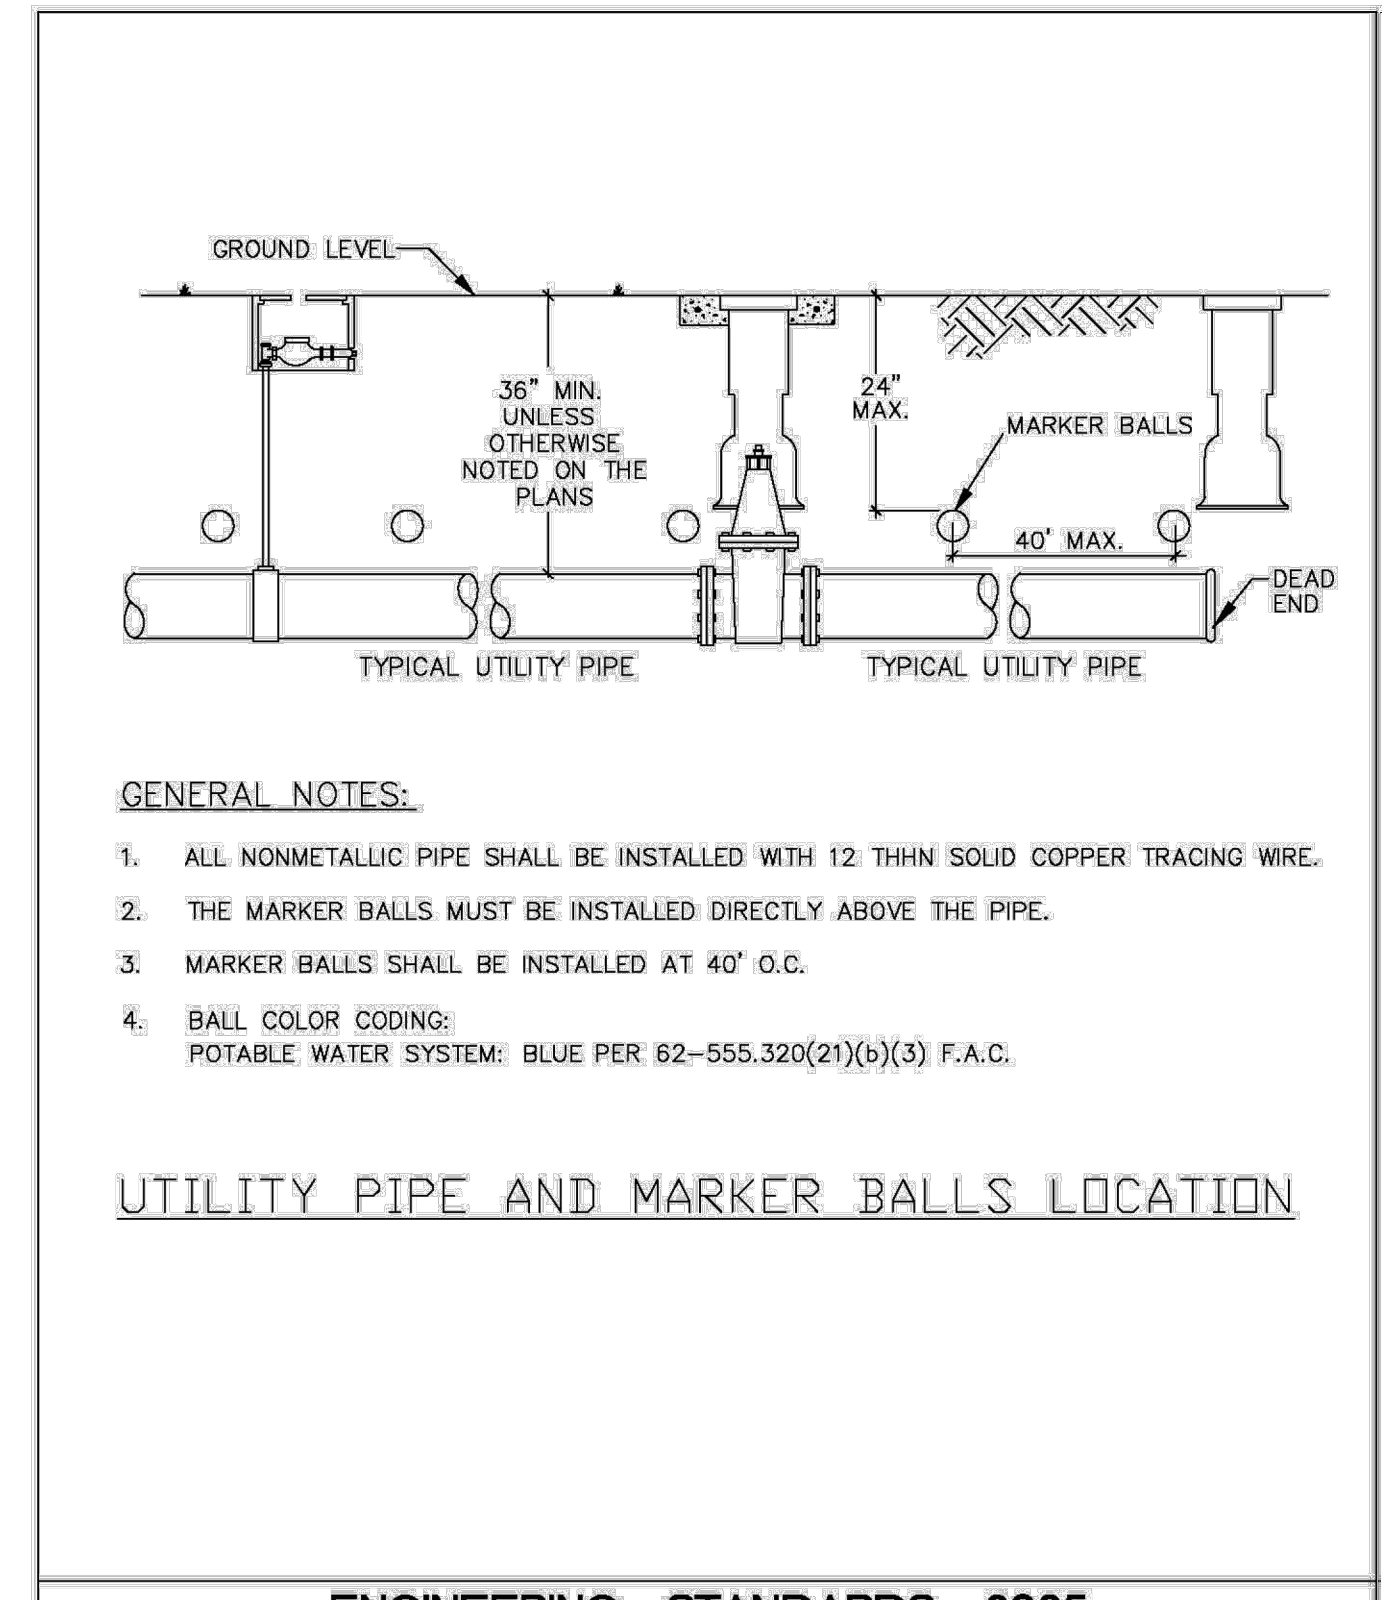 GROUND LEVEL
36" MIN.
UNLESS
OTHERWISE
NOTED ON THE
PLANS
24"
MAX.
MARKER BALLS
40' MAX.
DEAD
END
TYPICAL UTILITY PIPE
TYPICAL UTILITY PIPE
GENERAL NOTES:
1. ALL NONMETALLIC PIPE SHALL BE INSTALLED WITH 12 THHN SOLID COPPER TRACING WIRE.
2. THE MARKER BALLS MUST BE INSTALLED DIRECTLY ABOVE THE PIPE.
3. MARKER BALLS SHALL BE INSTALLED AT 40' O.C.
4. BALL COLOR CODING:
POTABLE WATER SYSTEM: BLUE PER 62-555.320(21)(b)(3) F.A.C.
UTILITY PIPE AND MARKER BALLS LOCATION
ENGINEERING STANDARDS